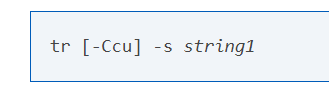 tr [-Ccu] -s string1